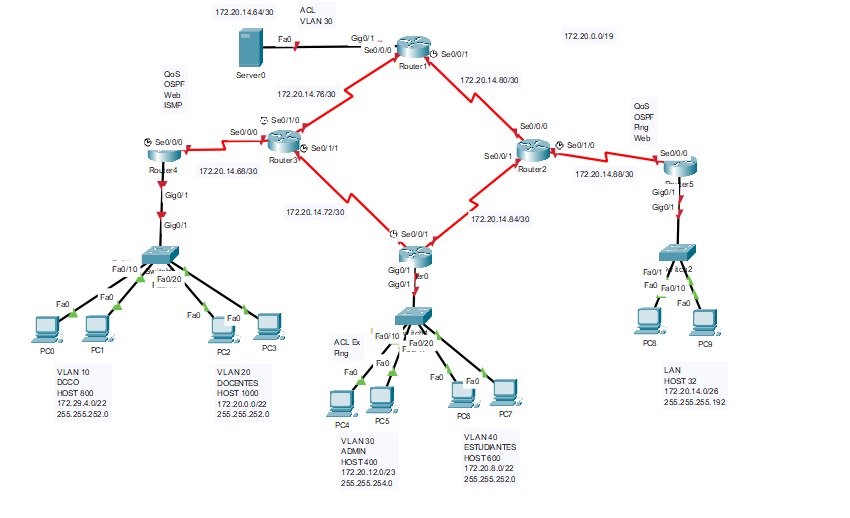 172.20.14.64/30
ACL
VLAN 30
172.20.0.0/19
Fa0
Gig0/1
Se0/0/0
Se0/0/1
Server0
Router1
QoS
OSPF
Web
ISMP
172.20.14.76/30
172.20.14.80/30
QoS
OSPF
Ping
Web
Se0/1/0
Se0/0/0
Se0/0/0
Se0/1/1
Router3
Router4
172.20.14.68/30
Se0/0/0
Se0/1/0
Se0/0/1
Router2
Se0/0/0
172.20.14.88/30
Gig0/1
Gig0/1
172.20.14.72/30
172.20.14.84/30
Gig0/1
Gig0/1
Se0/0/1
Gig0/1
Gig0/1
Fa0/10
Fa0/20
Fa0
Fa0
Fa0
Fa0
PC0
PC1
PC2
PC3
Fa0/1
Fa0/10
Fa0
Fa0
PC8
PC9
ACL Ex
Ping
Fa0/10
Fa0/20
Fa0
Fa0
Fa0
Fa0
PC4
PC5
PC6
PC7
VLAN 10
DCCO
HOST 800
172.29.4.0/22
255.255.252.0
VLAN 20
DOCENTES
HOST 1000
172.20.0.0/22
255.255.252.0
LAN
HOST 32
172.20.14.0/26
255.255.255.192
VLAN 30
ADMIN
HOST 400
172.20.12.0/23
255.255.254.0
VLAN 40
ESTUDIANTES
HOST 600
172.20.8.0/22
255.255.252.0